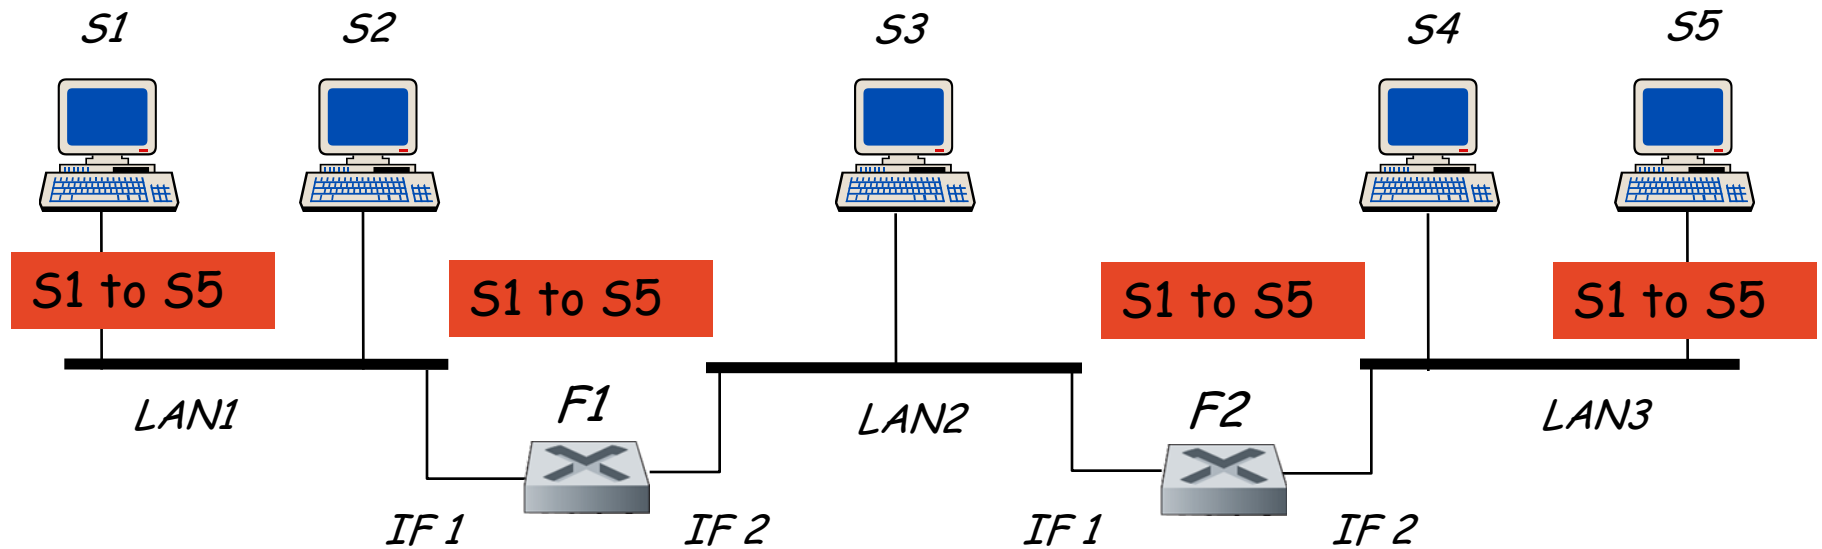 S1
S2
S3
S4
S5
S1 to S5
S1 to S5
S1 to S5
S1 to S5
LAN1
F1
LAN2
F2
LAN3
IF 1
IF 2
IF 1
IF 2